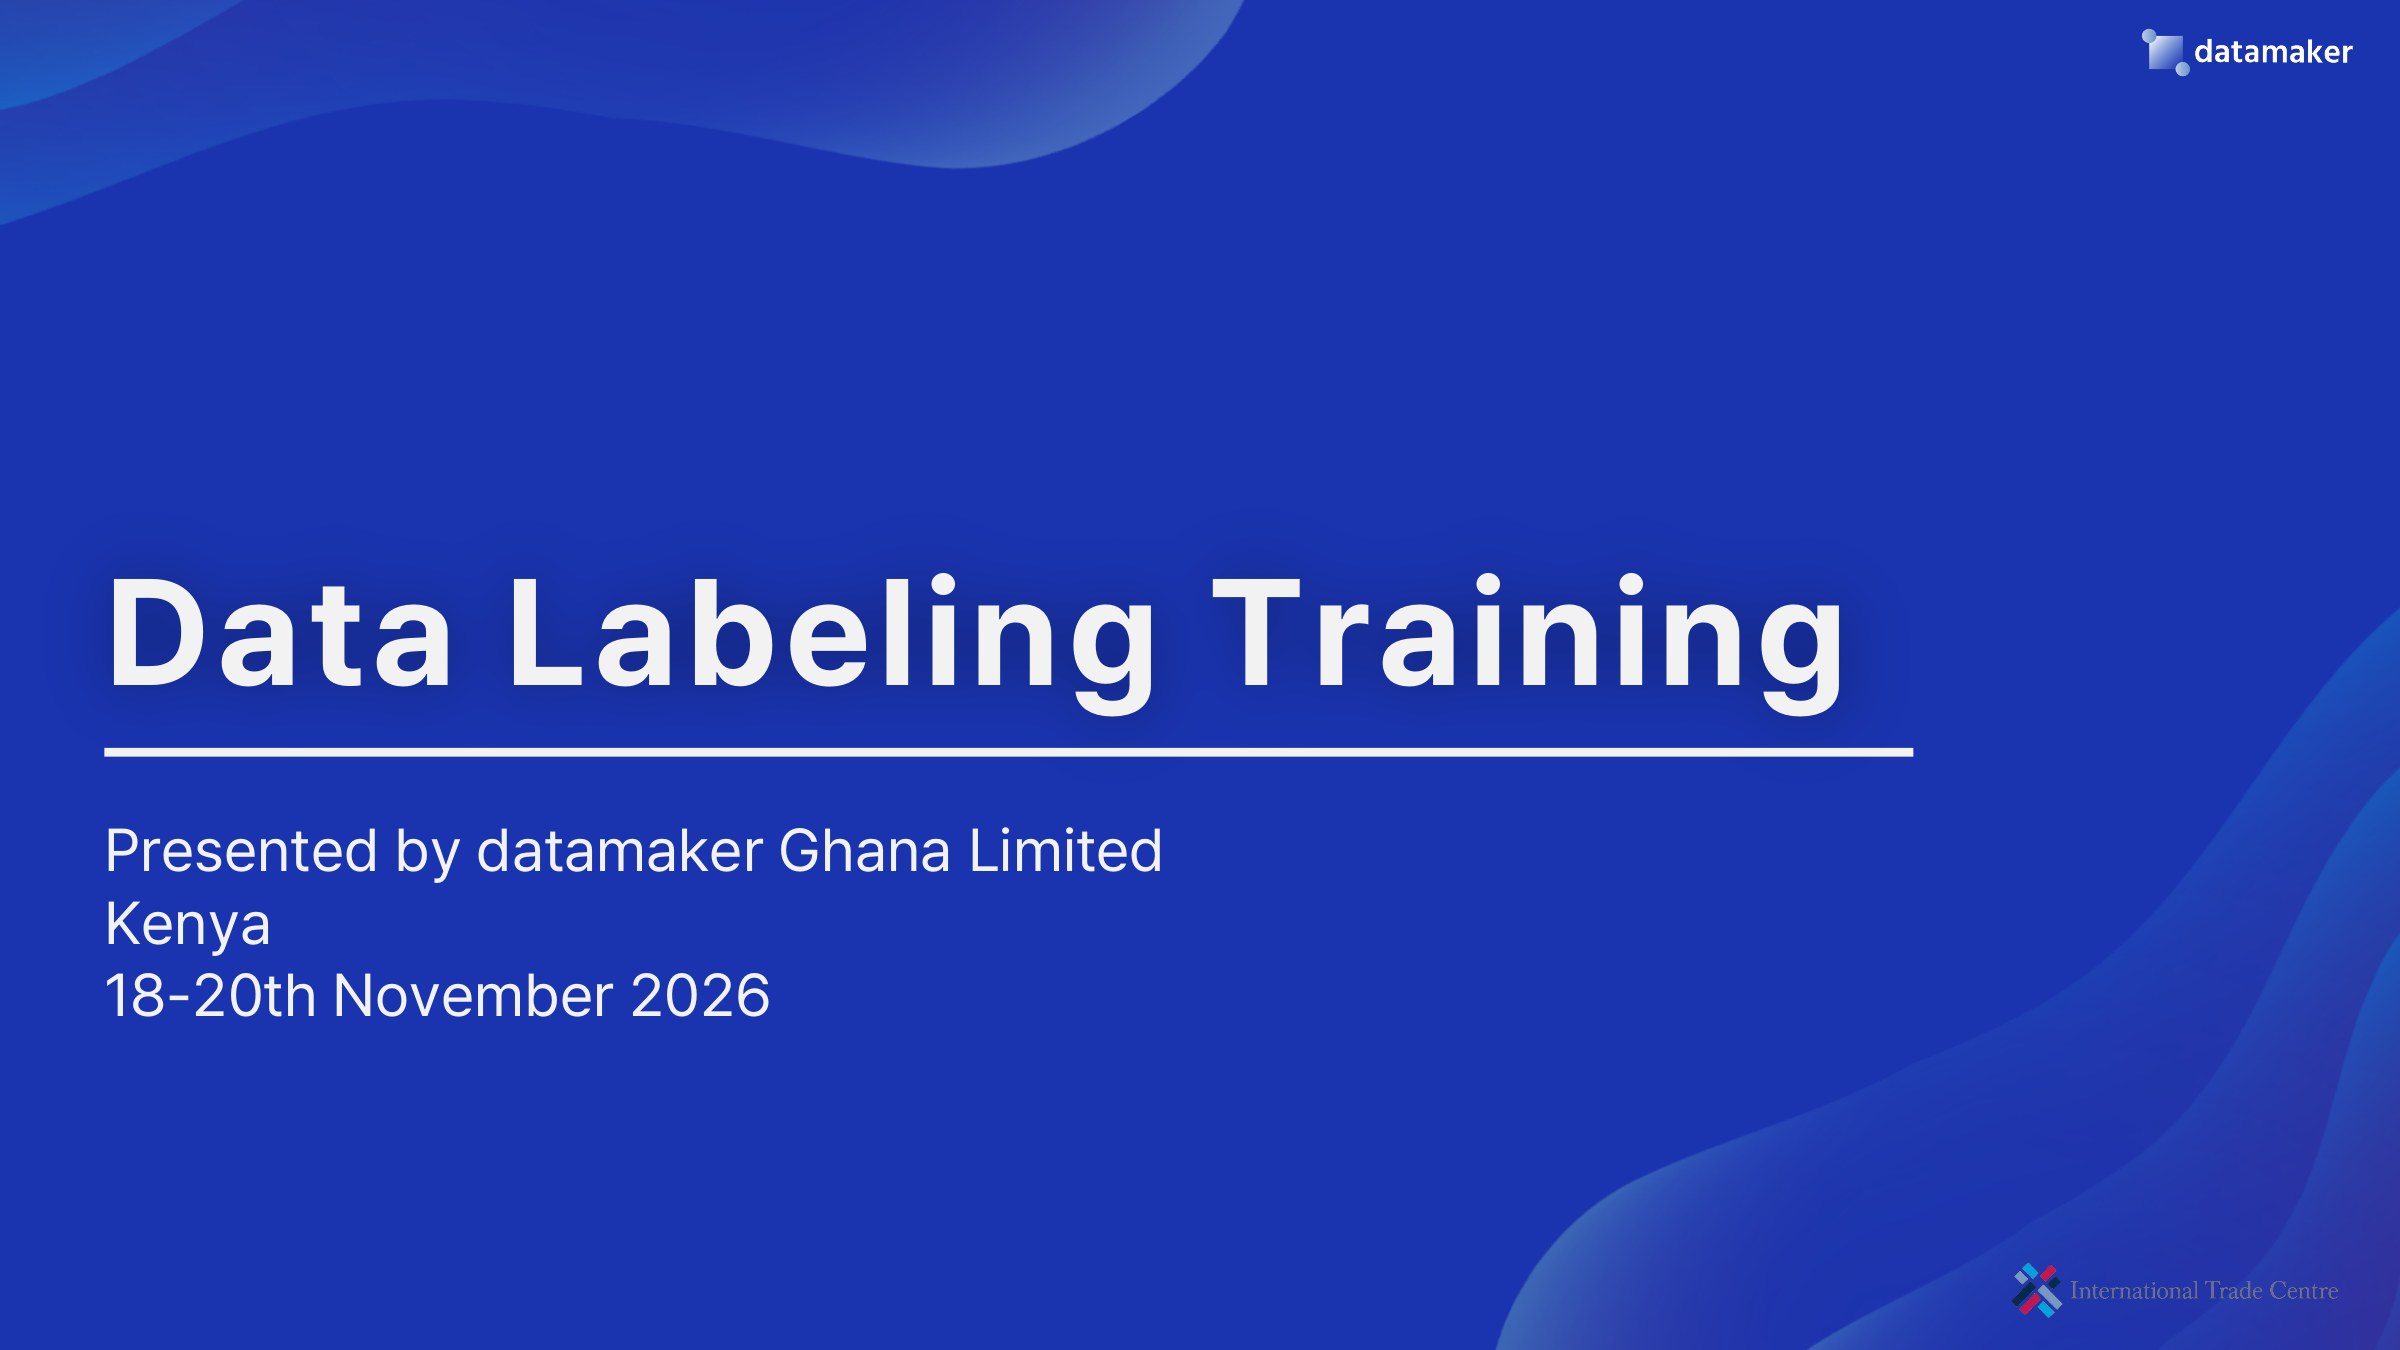 datamaker
Data Labeling Training
Presented by datamaker Ghana Limited
Kenya
18-20th November 2026
International Trade Centre